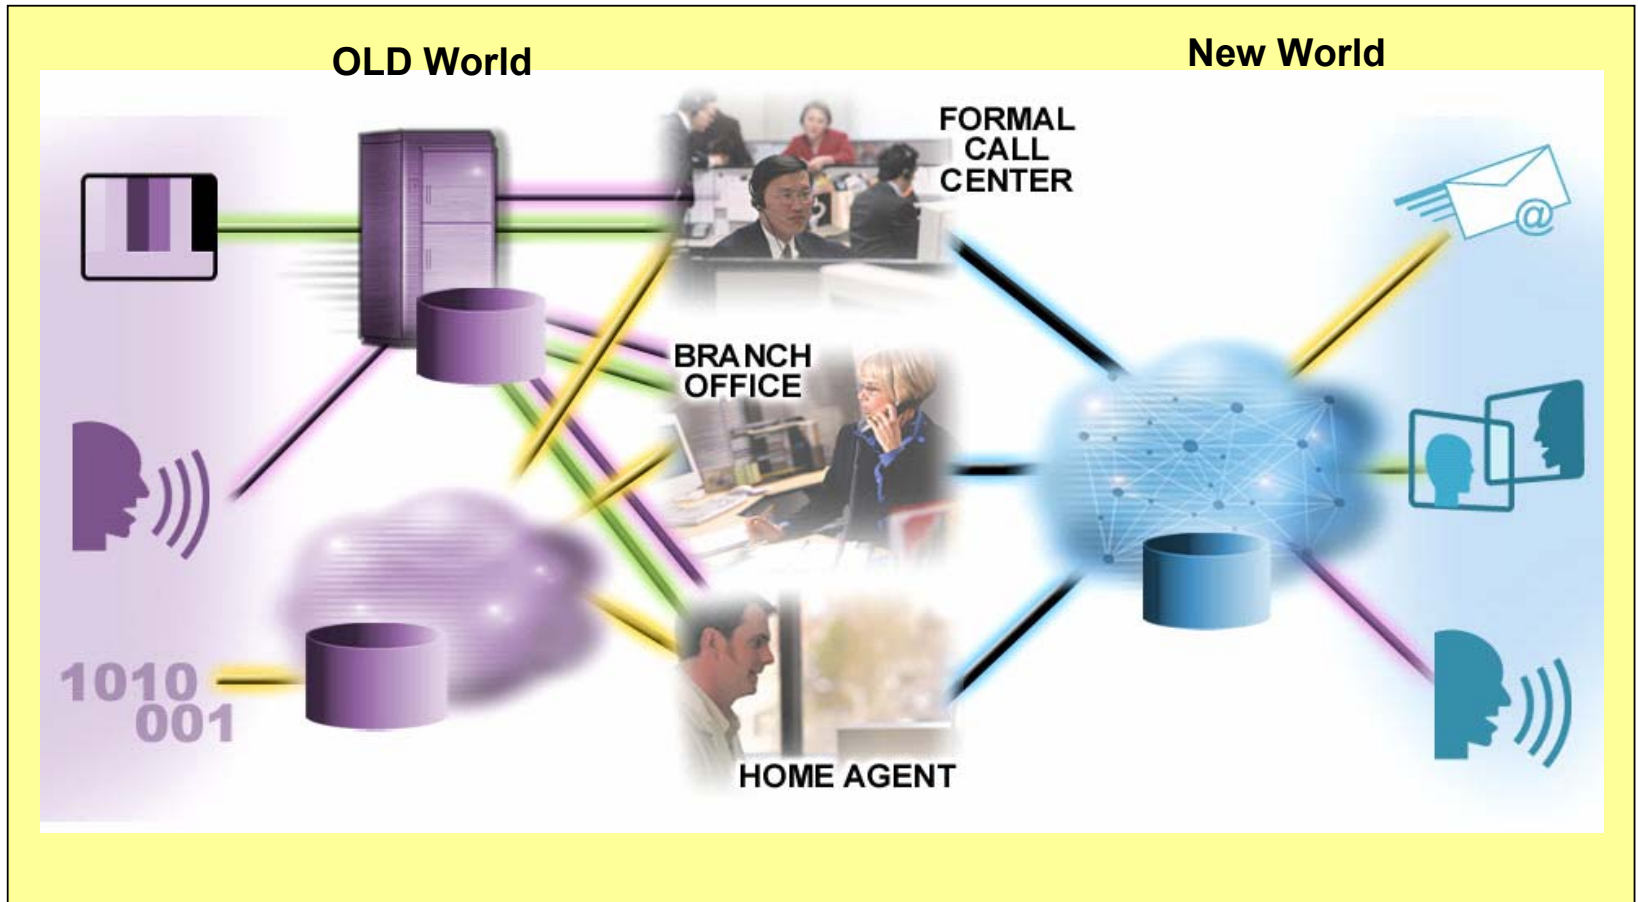 OLD World
New World
FORMAL
CALL
CENTER
@
BRANCH
OFFICE
1010
001
HOME AGENT